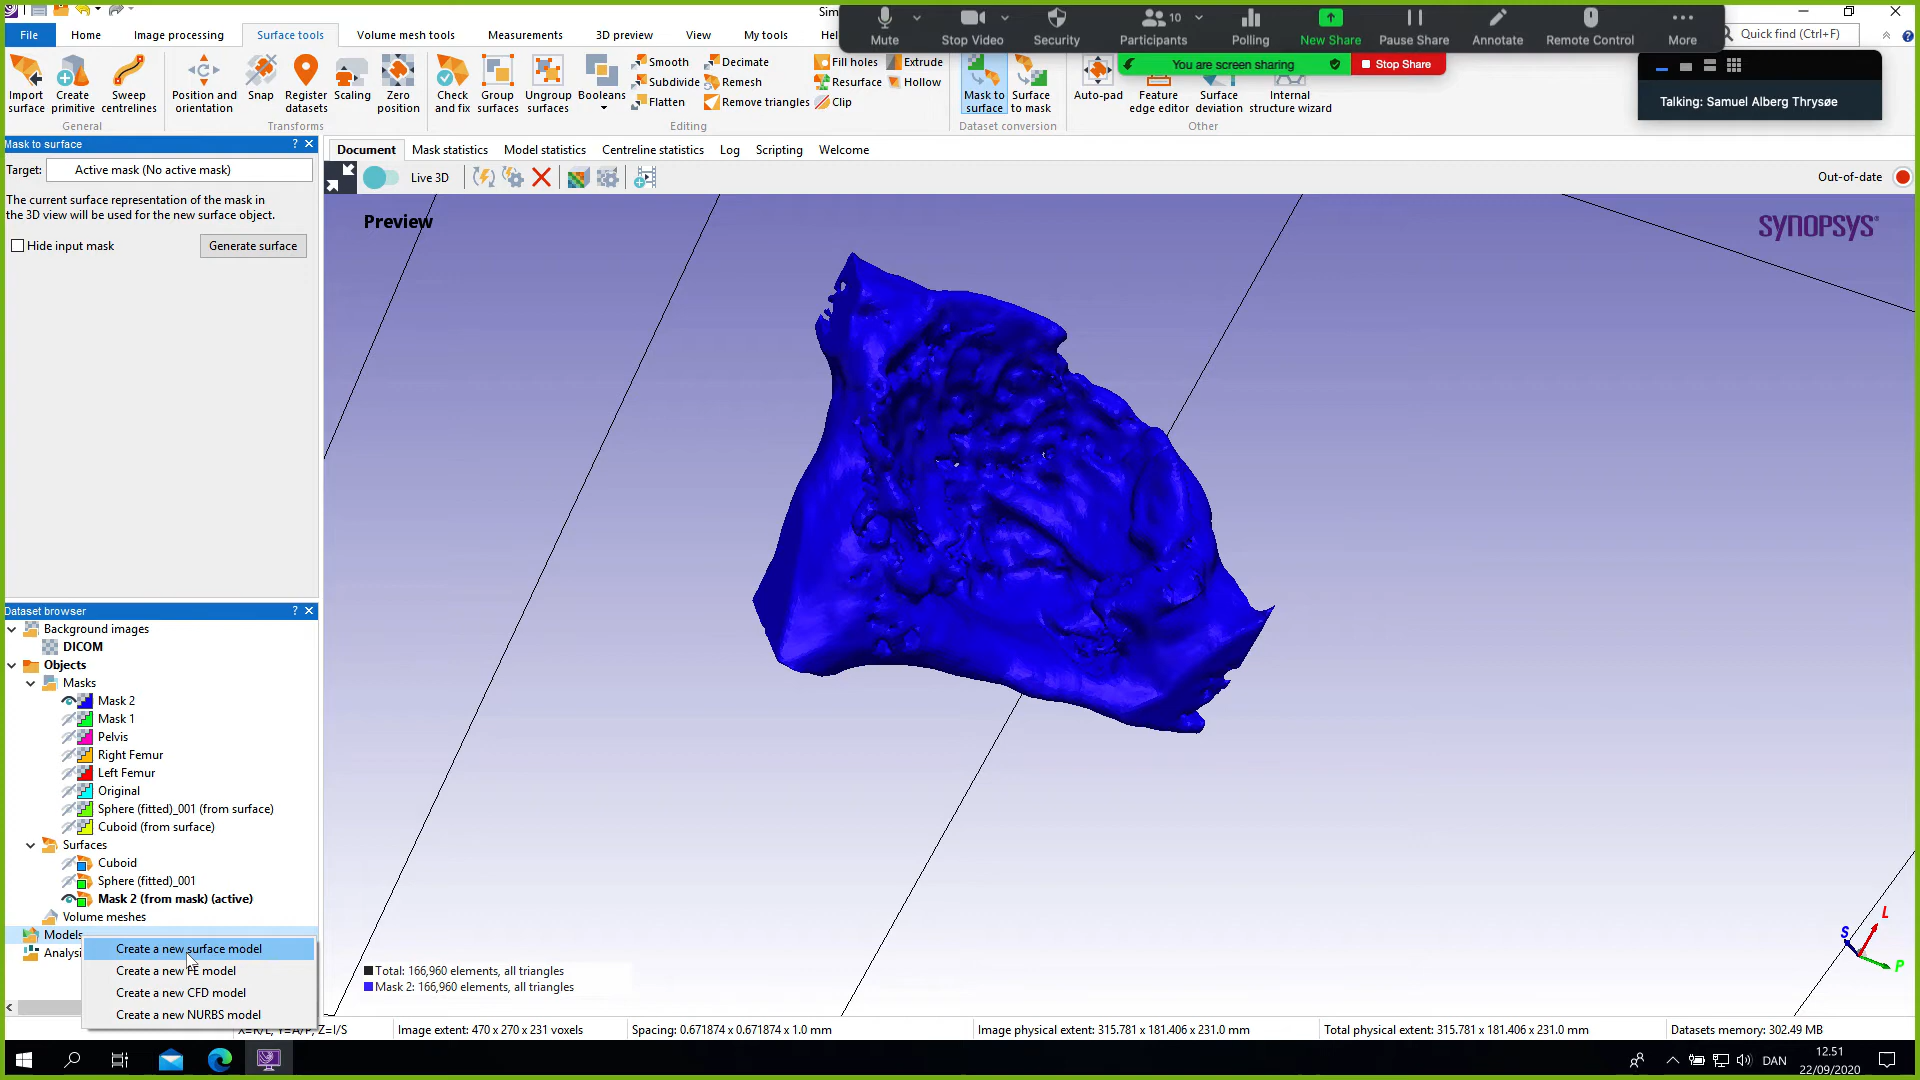 Sim
Mute
Stop Video
Security
10
Participants
Polling
New Share
Pause Share
Annotate
Remote Control
More
File
Home
Image processing
Surface tools
Volume mesh tools
Measurements
3D preview
View
My tools
Hel
Quick find (Ctrl+F)
You are screen sharing
Stop Share
Talking: Samuel Alberg Thrysøe
Import surface
Create primitive
Sweep centrelines
General
Position and orientation
Snap
Register datasets
Scaling
Zero position
Transforms
Check and fix
Group surfaces
Ungroup surfaces
Booleans
Smooth
Subdivide
Flatten
Decimate
Remesh
Remove triangles
Fill holes
Resurface
Clip
Extrude
Hollow
Editing
Mask to surface
Surface to mask
Dataset conversion
Auto-pad
Feature edge editor
Surface deviation
Internal structure wizard
Other
Mask to surface
Target: Active mask (No active mask)
The current surface representation of the mask in
the 3D view will be used for the new surface object.
Hide input mask
Generate surface
Document
Mask statistics
Model statistics
Centreline statistics
Log
Scripting
Welcome
Live 3D
Out-of-date
Preview
SYNOPSYS
Dataset browser
Background images
DICOM
Objects
Masks
Mask 2
Mask 1
Pelvis
Right Femur
Left Femur
Original
Sphere (fitted)_001 (from surface)
Cuboid (from surface)
Surfaces
Cuboid
Sphere (fitted)_001
Mask 2 (from mask) (active)
Volume meshes
Models
Analysi
Create a new surface model
Create a new FE model
Create a new CFD model
Create a new NURBS model
Total: 166,960 elements, all triangles
Mask 2: 166,960 elements, all triangles
S
L
P
X=R/L, Y=A/P, Z=I/S
Image extent: 470 x 270 x 231 voxels
Spacing: 0.671874 x 0.671874 x 1.0 mm
Image physical extent: 315.781 x 181.406 x 231.0 mm
Total physical extent: 315.781 x 181.406 x 231.0 mm
Datasets memory: 302.49 MB
DAN
12.51
22/09/2020